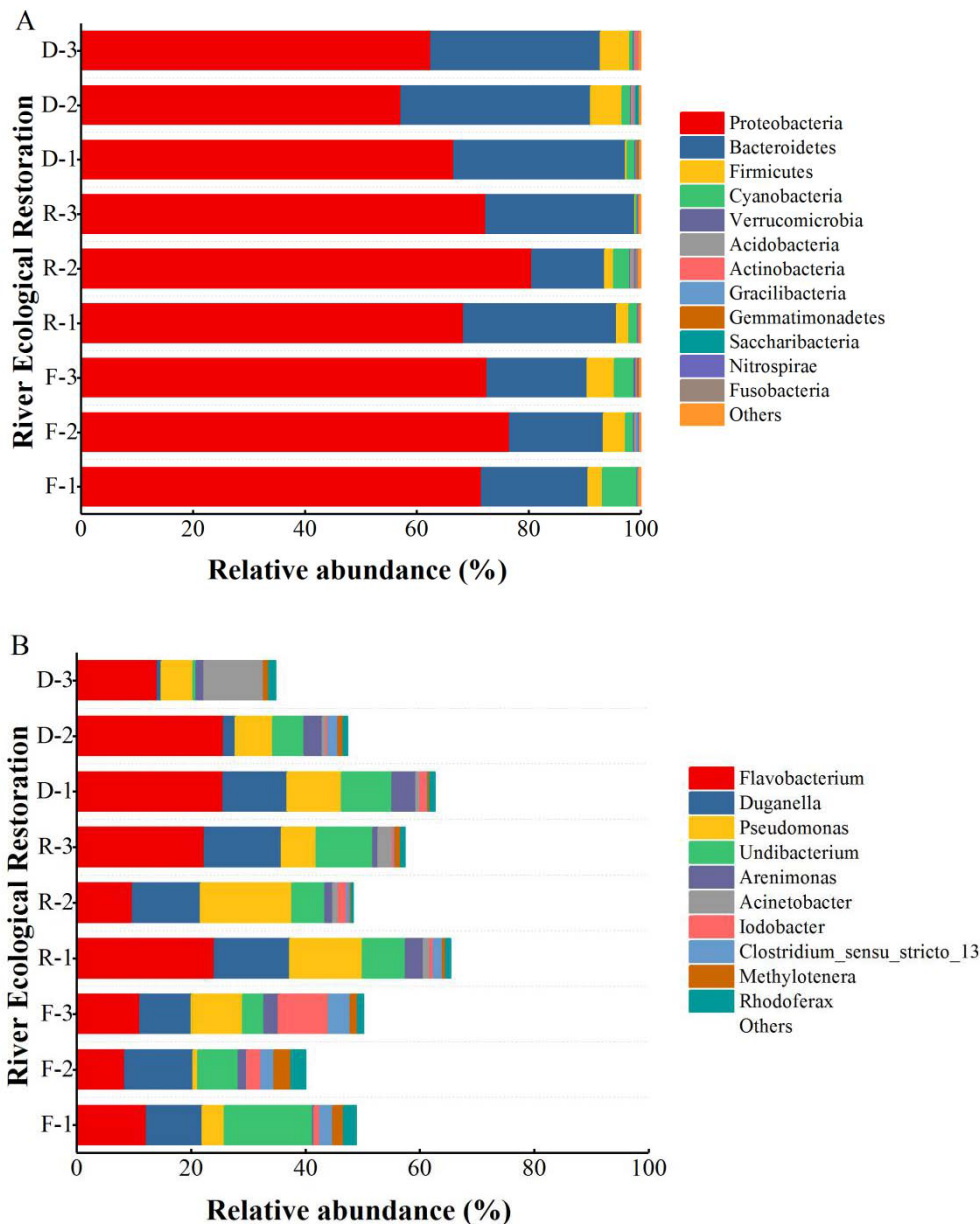 A
River Ecological Restoration
D-3
D-2
D-1
R-3
R-2
R-1
F-3
F-2
F-1
0 20 40 60 80 100
Relative abundance (%)
Proteobacteria
Bacteroidetes
Firmicutes
Cyanobacteria
Verrucomicrobia
Acidobacteria
Actinobacteria
Gracilibacteria
Gemmatimonadetes
Saccharibacteria
Nitrospirae
Fusobacteria
Others
B
River Ecological Restoration
D-3
D-2
D-1
R-3
R-2
R-1
F-3
F-2
F-1
0 20 40 60 80 100
Relative abundance (%)
Flavobacterium
Duganella
Pseudomonas
Undibacterium
Arenimonas
Acinetobacter
Iodobacter
Clostridium_sensu_stricto_13
Methylotenera
Rhodoferax
Others